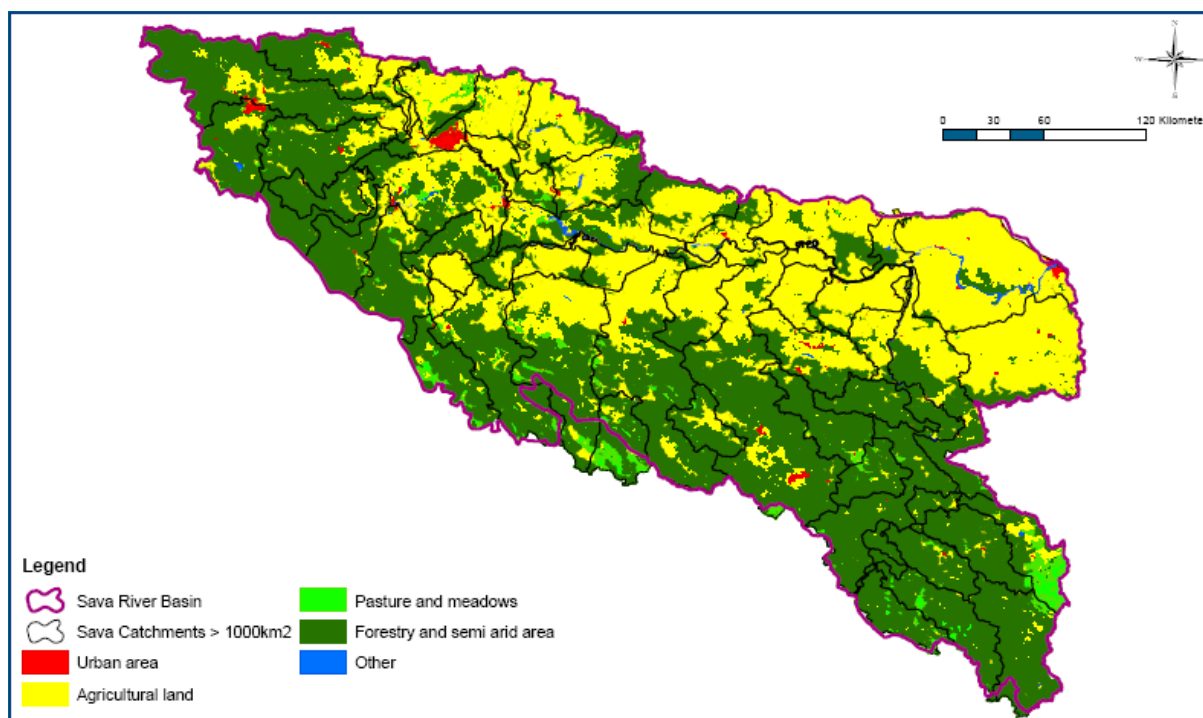 N
W
E
S
0 30 60 120 Kilomete
Legend
Sava River Basin
Sava Catchments > 1000km2
Urban area
Agricultural land
Pasture and meadows
Forestry and semi arid area
Other